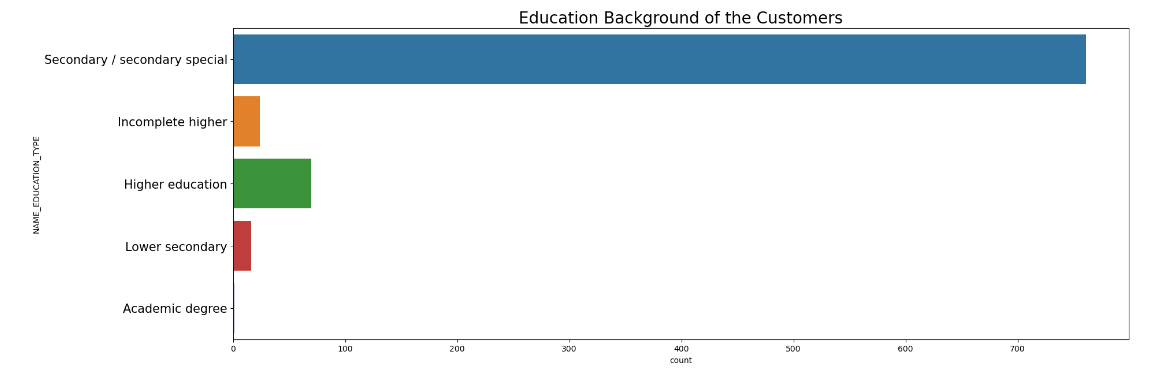 Education Background of the Customers
NAME_EDUCATION_TYPE
Secondary / secondary special
Incomplete higher
Higher education
Lower secondary
Academic degree
0 100 200 300 400 500 600 700
count